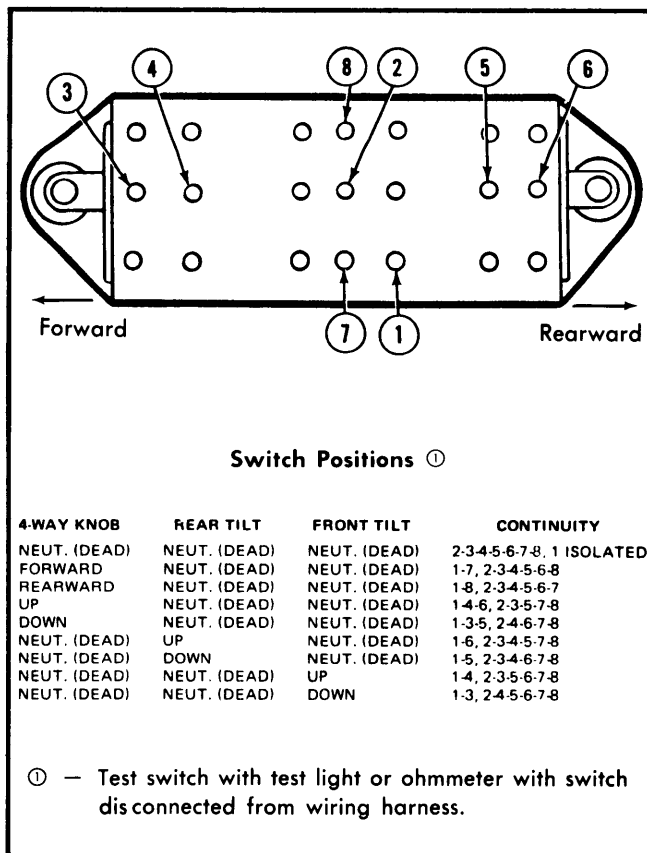 8 2
4 5 6
3
Forward Rearward
7 1
Switch Positions ①
4-WAY KNOB REAR TILT FRONT TILT CONTINUITY
NEUT. (DEAD) NEUT. (DEAD) NEUT. (DEAD) 2-3-4-5-6-7-8, 1 ISOLATED
FORWARD NEUT. (DEAD) NEUT. (DEAD) 1-7, 2-3-4-5-6-8
REARWARD NEUT. (DEAD) NEUT. (DEAD) 1-8, 2-3-4-5-6-7
UP NEUT. (DEAD) NEUT. (DEAD) 1-4-6, 2-3-5-7-8
DOWN NEUT. (DEAD) NEUT. (DEAD) 1-3-5, 2-4-6-7-8
NEUT. (DEAD) UP NEUT. (DEAD) 1-6, 2-3-4-5-7-8
NEUT. (DEAD) DOWN NEUT. (DEAD) 1-5, 2-3-4-6-7-8
NEUT. (DEAD) NEUT. (DEAD) UP 1-4, 2-3-5-6-7-8
NEUT. (DEAD) NEUT. (DEAD) DOWN 1-3, 2-4-5-6-7-8
① — Test switch with test light or ohmmeter with switch
disconnected from wiring harness.